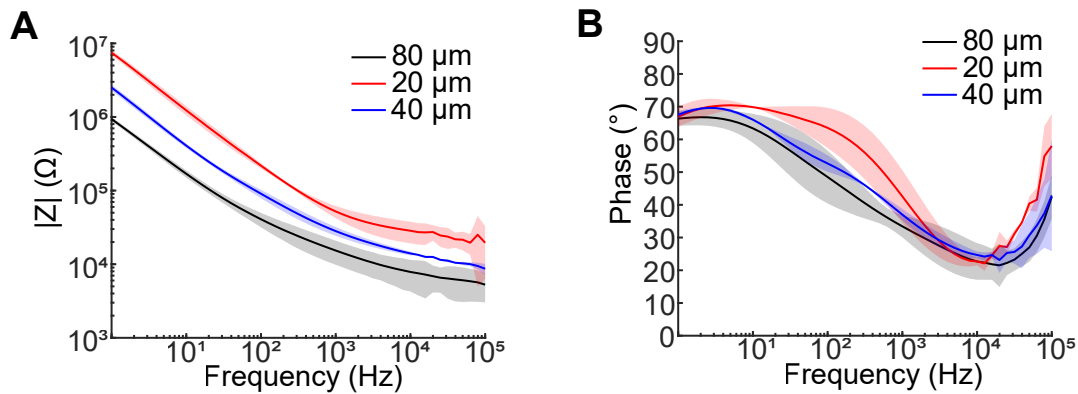 A
|Z| (Ω)
10⁷
10⁶
10⁵
10⁴
10³
80 µm
20 µm
40 µm
10¹ 10² 10³ 10⁴ 10⁵
Frequency (Hz)
B
Phase (°)
90
80
70
60
50
40
30
20
10
0
80 µm
20 µm
40 µm
10¹ 10² 10³ 10⁴ 10⁵
Frequency (Hz)